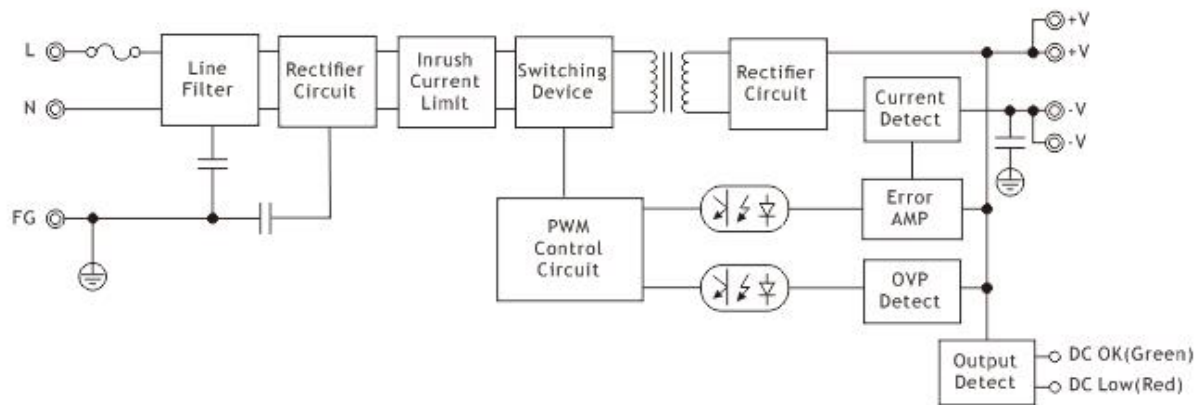 +V
L
+V
Line
Filter
Rectifier
Circuit
Inrush
Current
Limit
Switching
Device
Rectifier
Circuit
Current
Detect
N
-V
-V
FG
PWM
Control
Circuit
Error
AMP
OVP
Detect
Output
Detect
DC OK(Green)
DC Low(Red)